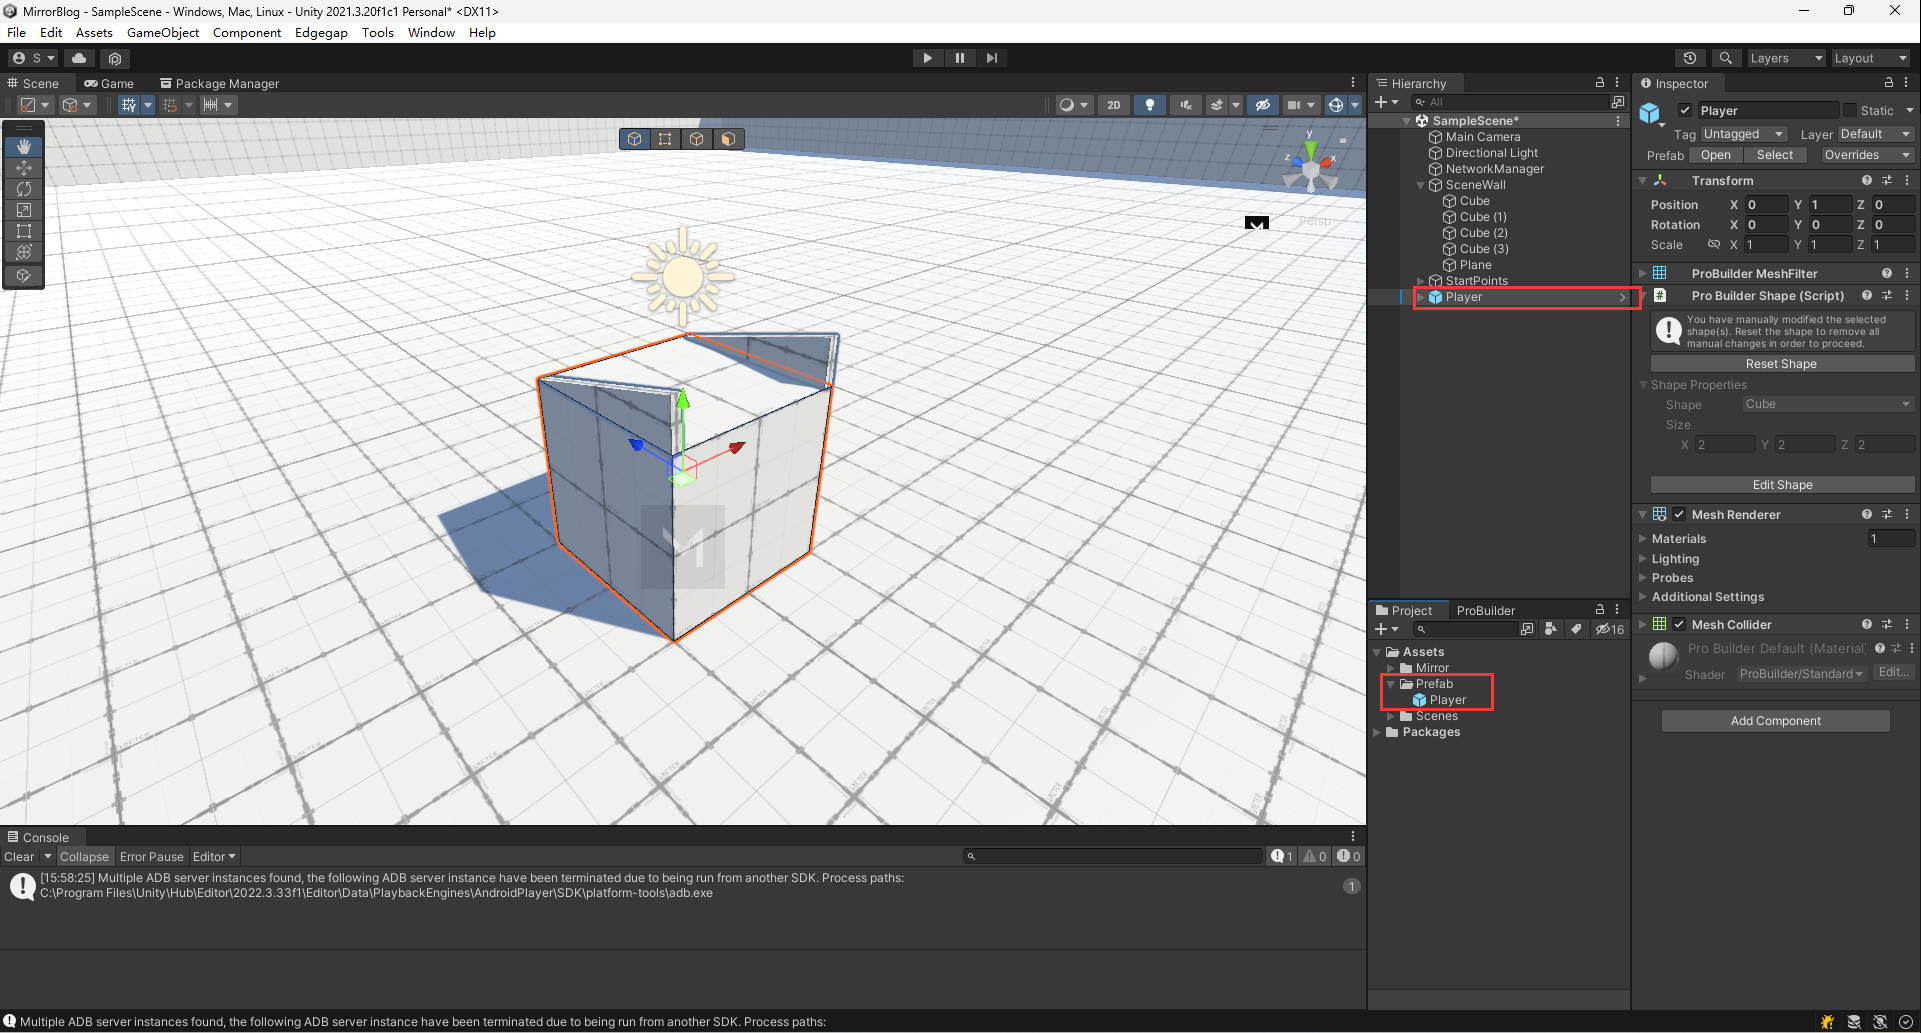 MirrorBlog - SampleScene - Windows, Mac, Linux - Unity 2021.3.20f1c1 Personal* <DX11>
File Edit Assets GameObject Component Edgegap Tools Window Help
S Layers Layout
Scene Game Package Manager
2D
y
z x
Persp
Hierarchy
All
SampleScene*
Main Camera
Directional Light
NetworkManager
SceneWall
Cube
Cube (1)
Cube (2)
Cube (3)
Plane
StartPoints
Player
Inspector
Player Static
Tag Untagged Layer Default
Prefab Open Select Overrides
Transform
Position X 0 Y 1 Z 0
Rotation X 0 Y 0 Z 0
Scale X 1 Y 1 Z 1
ProBuilder MeshFilter
# Pro Builder Shape (Script)
You have manually modified the selected
shape(s). Reset the shape to remove all
manual changes in order to proceed.
Reset Shape
Shape Properties
Shape Cube
Size
X 2 Y 2 Z 2
Edit Shape
Mesh Renderer
Materials 1
Lighting
Probes
Additional Settings
Mesh Collider
Pro Builder Default (Material)
Shader ProBuilder/Standard Edit...
Add Component
Project ProBuilder
16
Assets
Mirror
Prefab
Player
Scenes
Packages
Console
Clear Collapse Error Pause Editor 1 0 0
[15:58:25] Multiple ADB server instances found, the following ADB server instance have been terminated due to being run from another SDK. Process paths:
C:\Program Files\Unity\Hub\Editor\2022.3.33f1\Editor\Data\PlaybackEngines\AndroidPlayer\SDK\platform-tools\adb.exe
1
Multiple ADB server instances found, the following ADB server instance have been terminated due to being run from another SDK. Process paths: